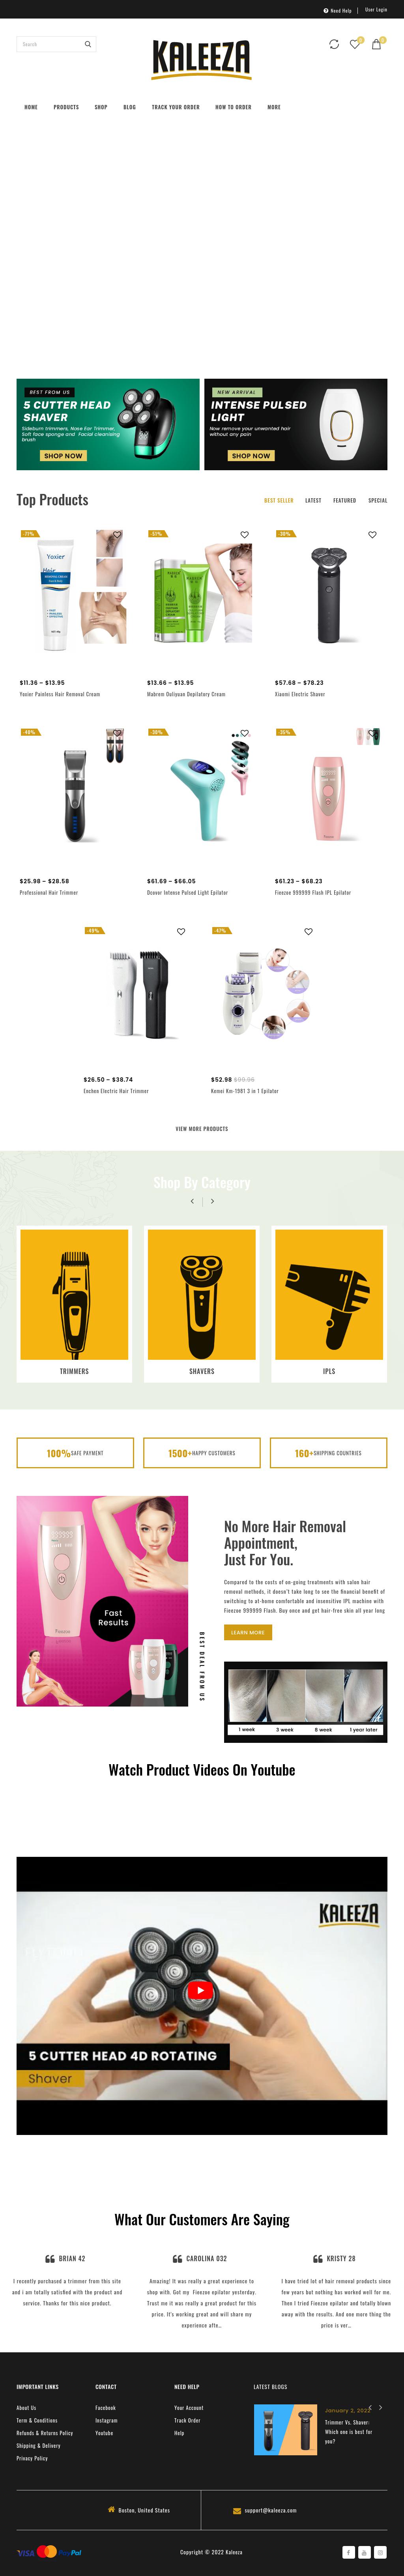 Need Help
User Login
Search
KALEEZA
0
0
HOME
PRODUCTS
SHOP
BLOG
TRACK YOUR ORDER
HOW TO ORDER
MORE
BEST FROM US
5 CUTTER HEAD
SHAVER
Sideburn trimmers, Nose Ear Trimmer,
Soft face sponge and Facial cleansing
brush
SHOP NOW
NEW ARRIVAL
INTENSE PULSED
LIGHT
Now remove your unwanted hair
without any pain
SHOP NOW
Top Products
BEST SELLER
LATEST
FEATURED
SPECIAL
Yoxier
Hair
$11.36 – $13.95
Yoxier Painless Hair Removal Cream
$13.66 – $13.95
Mabrem Guliyuan Depilatory Cream
$57.68 – $78.23
Xiaomi Electric Shaver
-40%
$25.98 – $28.58
Professional Hair Trimmer
$61.69 – $66.05
Dcover Intense Pulsed Light Epilator
$61.23 – $68.23
Fieezoe 999999 Flash IPL Epilator
$26.50 – $38.74
Enchen Electric Hair Trimmer
-47%
$52.98 $99.96
Kemei Km-1981 3 in 1 Epilator
VIEW MORE PRODUCTS
Shop By Category
TRIMMERS
SHAVERS
IPLS
100% SAFE PAYMENT
1500+ HAPPY CUSTOMERS
160+ SHIPPING COUNTRIES
Fast
Results
BEST DEAL FROM US
No More Hair Removal
Appointment,
Just For You.
Compared to the costs of on-going treatments with salon hair
removal methods, it doesn't take long to see the financial benefit of
switching to at-home comfortable and insensitive IPL machine with
Fieezoe 999999 Flash. Buy once and get hair-free skin all year long
LEARN MORE
1 week
3 week
8 week
1 year later
Watch Product Videos On Youtube
KALEEZA
5 CUTTER HEAD 4D ROTATING
Shaver
What Our Customers Are Saying
BRIAN 42
I recently purchased a trimmer from this site
and i am totally satisfied with the product and
service. Thanks for this nice product.
CAROLINA 032
Amazing! It was really a great experience to
shop with. Got my Fieezoe epilator yesterday.
Trust me it was really a great product for this
price. It's working great and will share my
experience afte...
KRISTY 28
I have tried lot of hair removal products since
few years but nothing has worked well for me.
Then I tried Fieezoe epilator and totally blown
away with the results. And one more thing the
price is ver...
IMPORTANT LINKS
About Us
Term & Conditions
Refunds & Returns Policy
Shipping & Delivery
Privacy Policy
CONTACT
Facebook
Instagram
Youtube
NEED HELP
Your Account
Track Order
Help
LATEST BLOGS
January 2, 2022
Trimmer Vs. Shaver:
Which one is best for
you?
Boston, United States
support@kaleeza.com
VISA
PayPal
Copyright © 2022 Kaleeza